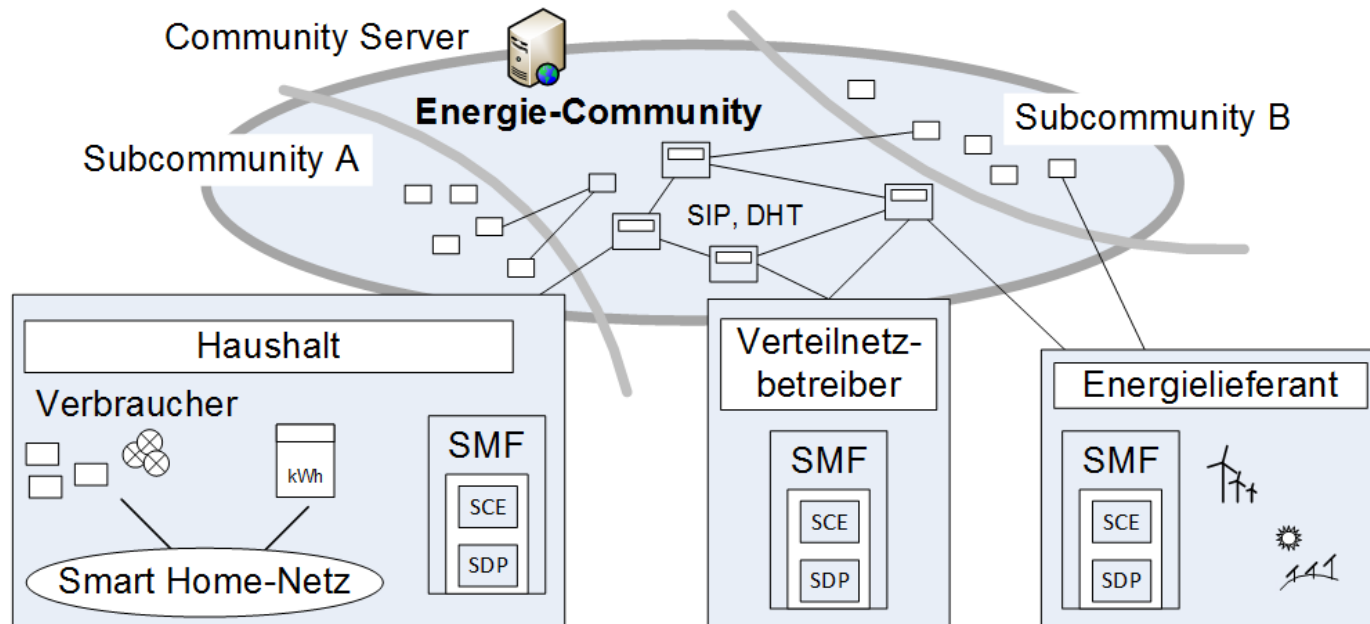 Community Server
Energie-Community
Subcommunity A
Subcommunity B
SIP, DHT
Haushalt
Verbraucher
kWh
Smart Home-Netz
SMF
SCE
SDP
Verteilnetz-
betreiber
SMF
SCE
SDP
Energielieferant
SMF
SCE
SDP